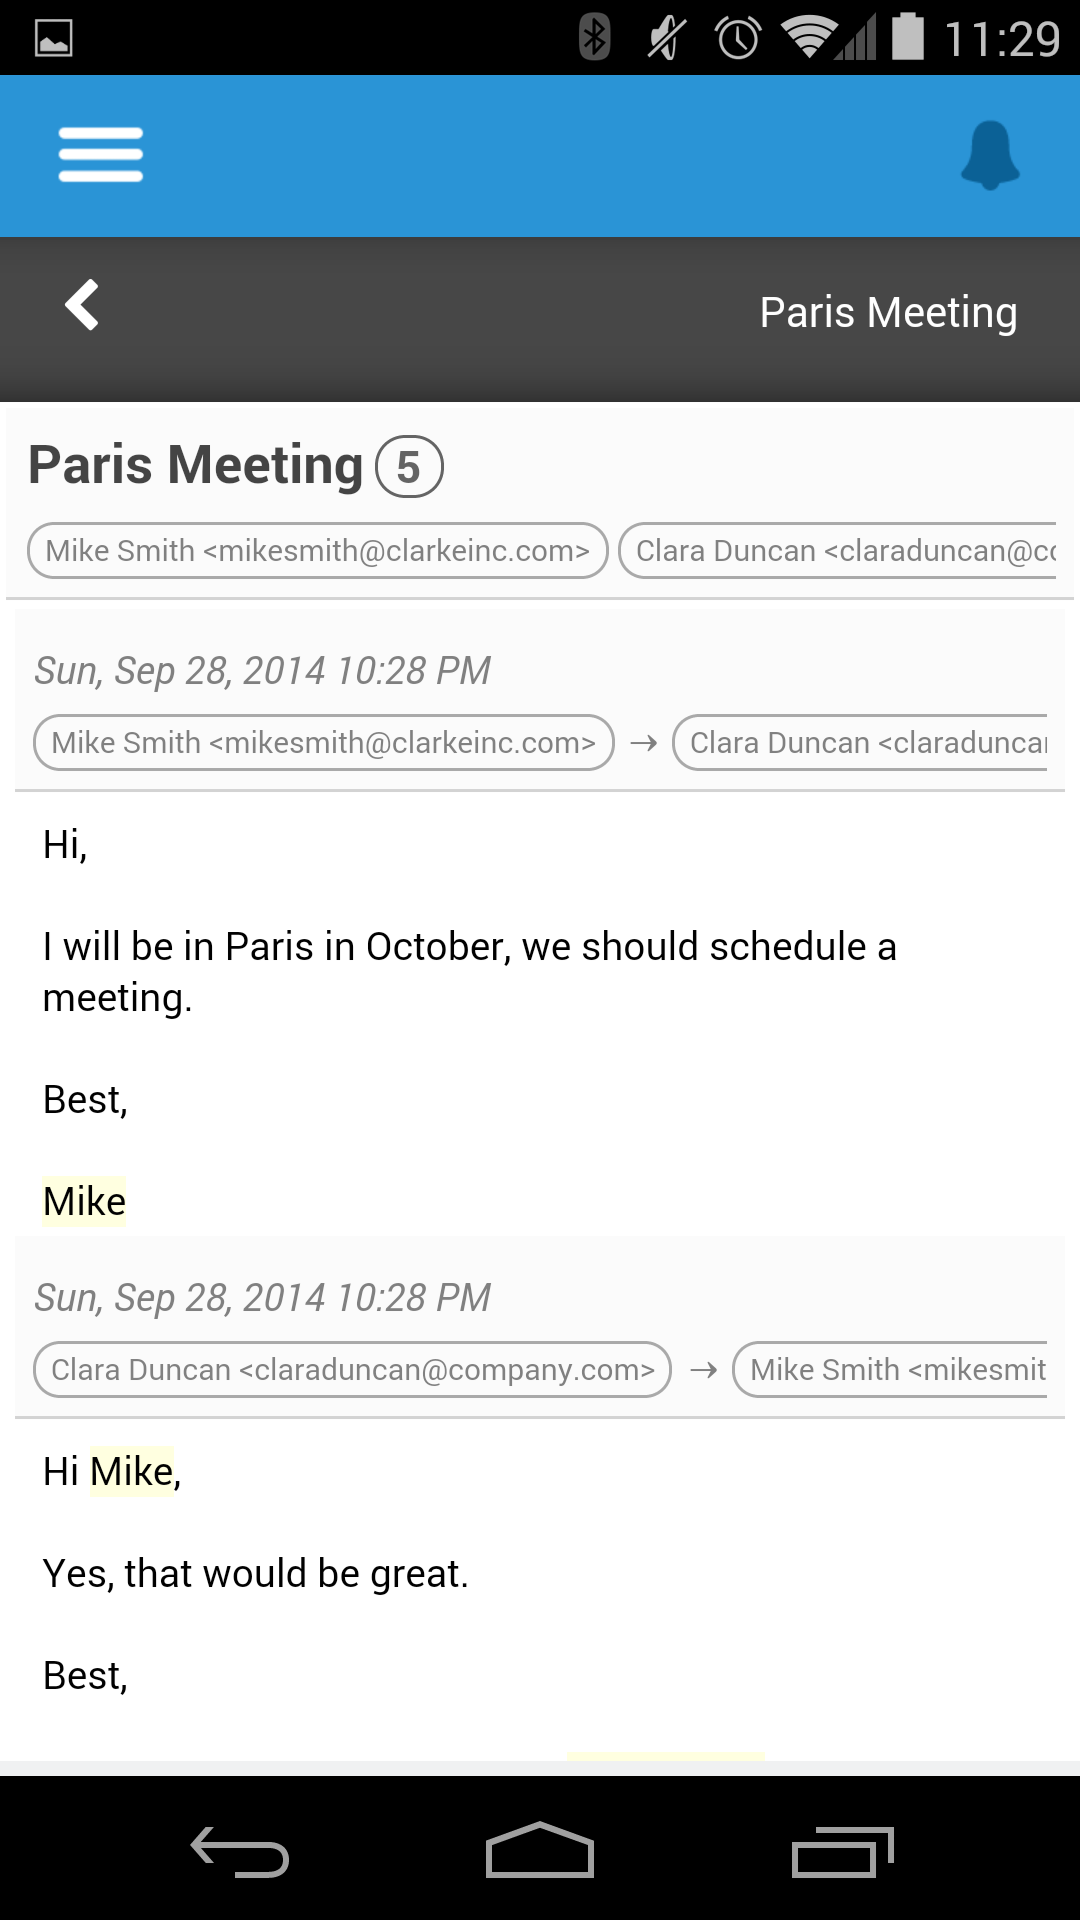 11:29
Paris Meeting
Paris Meeting 5
Mike Smith <mikesmith@clarkeinc.com> Clara Duncan <claraduncan@co
Sun, Sep 28, 2014 10:28 PM
Mike Smith <mikesmith@clarkeinc.com> → Clara Duncan <claraduncan
Hi,
I will be in Paris in October, we should schedule a
meeting.
Best,
Mike
Sun, Sep 28, 2014 10:28 PM
Clara Duncan <claraduncan@company.com> → Mike Smith <mikesmit
Hi Mike,
Yes, that would be great.
Best,